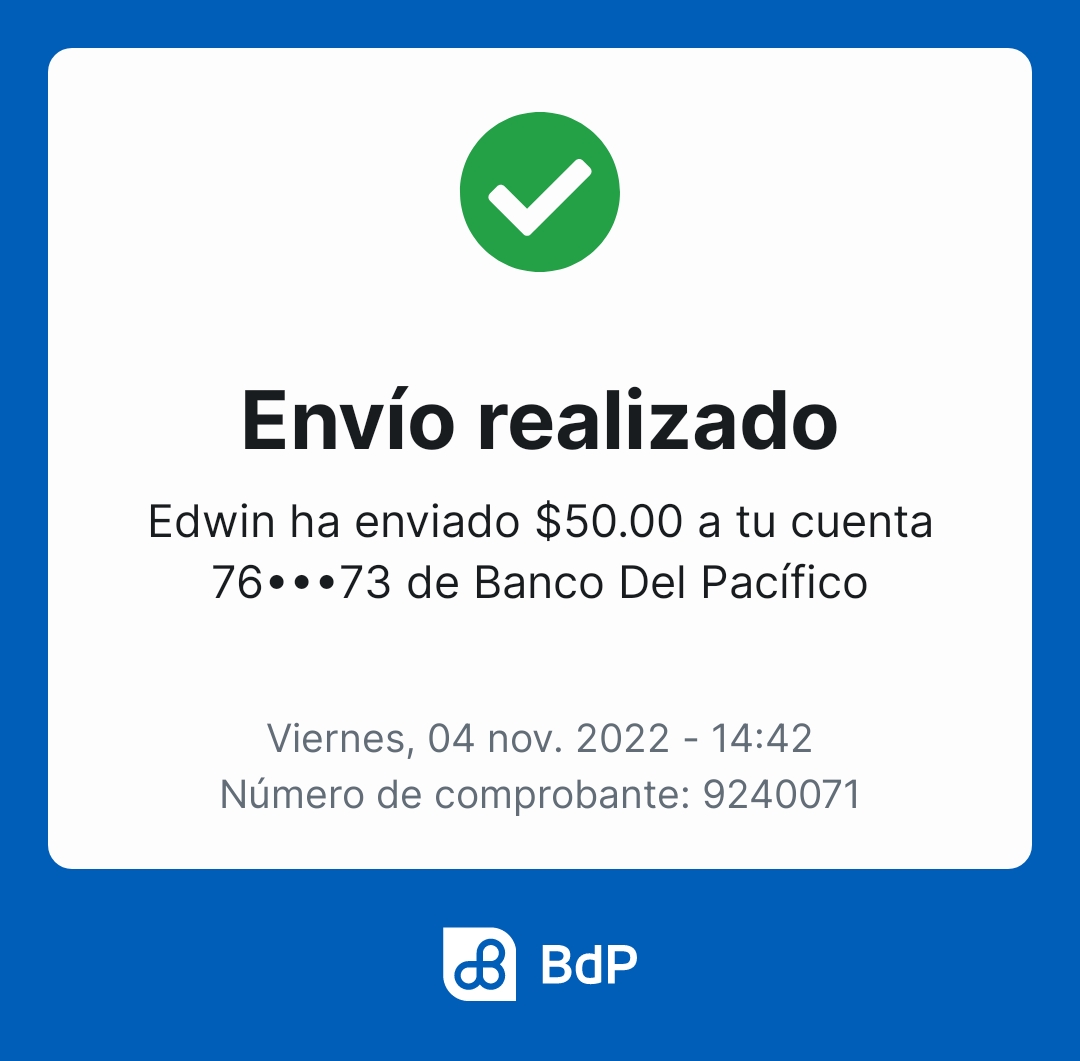 Envío realizado
Edwin ha enviado $50.00 a tu cuenta
76•••73 de Banco Del Pacífico
Viernes, 04 nov. 2022 - 14:42
Número de comprobante: 9240071
BdP